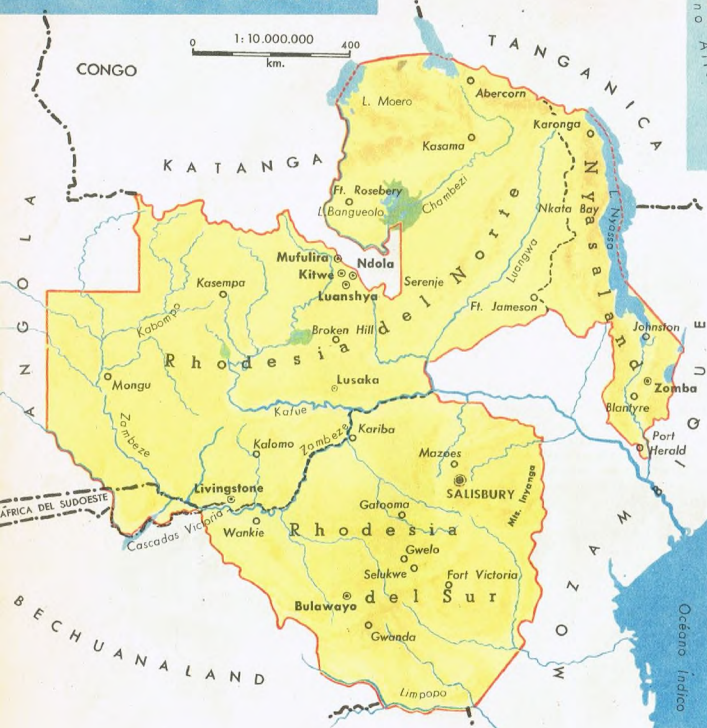 0
1: 10.000.000
400
km.
CONGO
TANGANICA
KATANGA
ANGOLA
L. Moero
Abercorn
Karonga
Kasama
Ft. Rosebery
L. Bangueolo
Chambezi
Nkata Bay
L. Nyassa
Nyassaland
Mufulira
Kitwe
Ndola
Luanshya
Serenje
Luangwa
Ft. Jameson
Kasempa
Kabompo
Broken Hill
Rhodesia del Norte
Johnston
Mongu
Lusaka
Zomba
Blantyre
Kafue
Zambeze
Zambeze
Kariba
Port
Herald
Kalomo
Mazoes
Livingstone
SALISBURY
Mts. Inyanga
ÁFRICA DEL SUDOESTE
Cascadas Victoria
Wankie
Gatooma
Rhodesia
Gwelo
Selukwe
Fort Victoria
Bulawayo
del Sur
Gwanda
BECHUANALAND
Limpopo
MOZAMBIQUE
Océano Indico